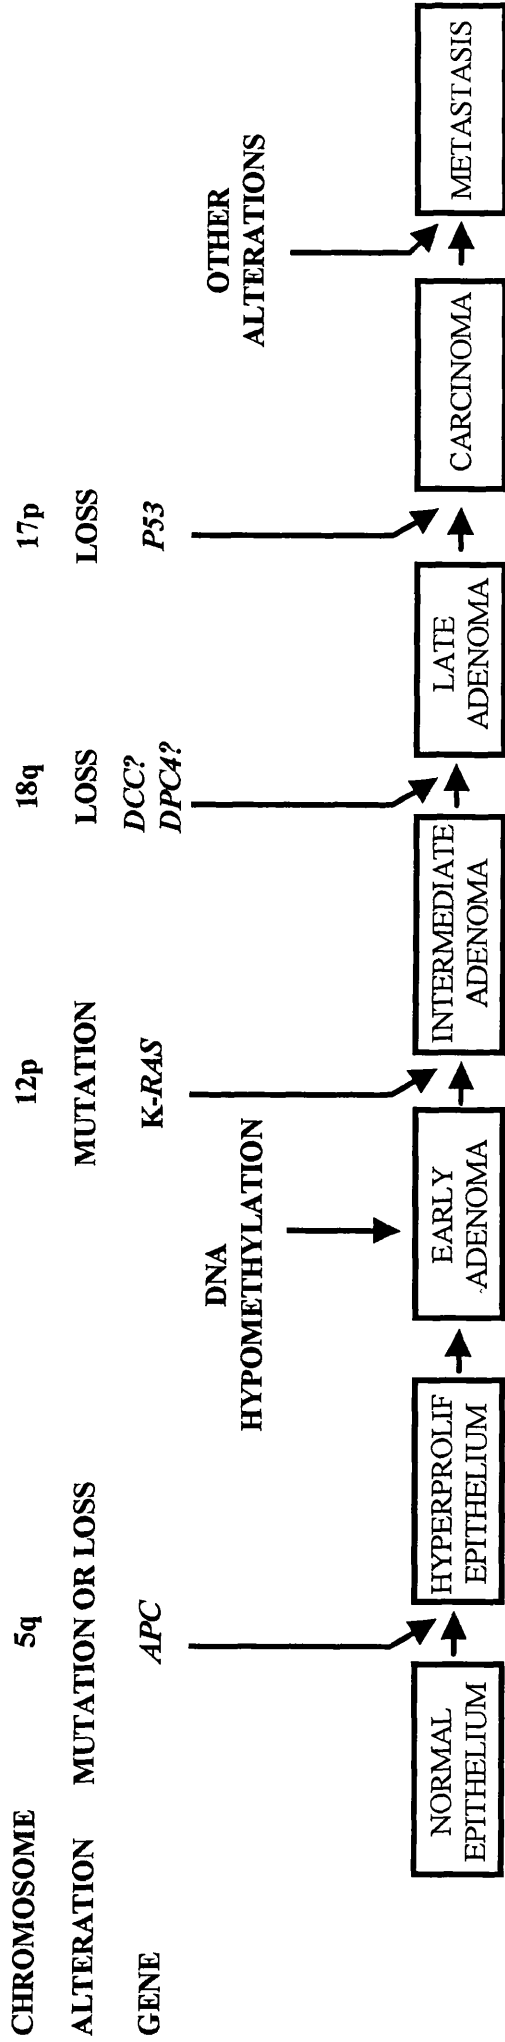 CHROMOSOME 5q 12p 18q 17p
ALTERATION MUTATION OR LOSS MUTATION LOSS LOSS
GENE APC K-RAS DCC? P53
DPC4?
DNA
HYPOMETHYLATION
OTHER
ALTERATIONS
NORMAL
EPITHELIUM
HYPERPROLIF
EPITHELIUM
EARLY
ADENOMA
INTERMEDIATE
ADENOMA
LATE
ADENOMA
CARCINOMA
METASTASIS